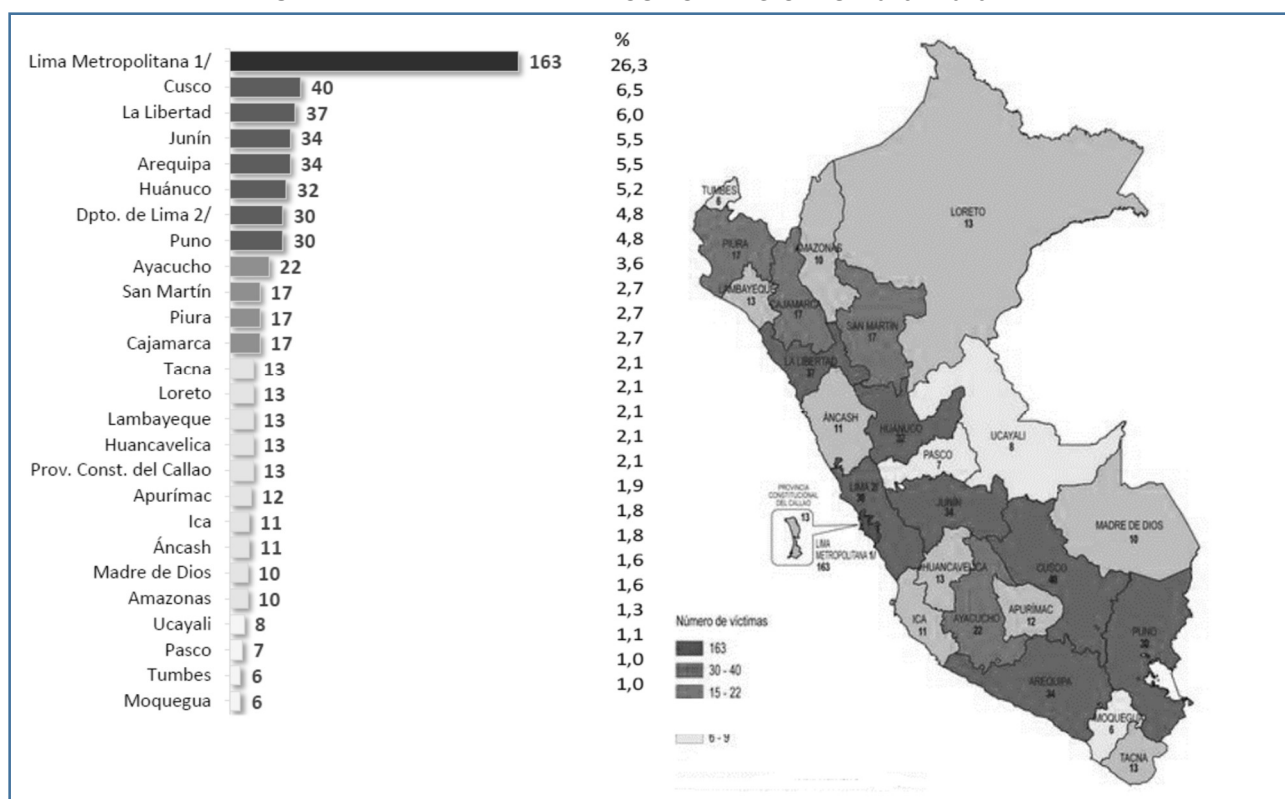 %
Lima Metropolitana 1/ 163 26,3
Cusco 40 6,5
La Libertad 37 6,0
Junín 34 5,5
Arequipa 34 5,5
Huánuco 32 5,2
Dpto. de Lima 2/ 30 4,8
Puno 30 4,8
Ayacucho 22 3,6
San Martín 17 2,7
Piura 17 2,7
Cajamarca 17 2,7
Tacna 13 2,1
Loreto 13 2,1
Lambayeque 13 2,1
Huancavelica 13 2,1
Prov. Const. del Callao 13 2,1
Apurímac 12 1,9
Ica 11 1,8
Áncash 11 1,8
Madre de Dios 10 1,6
Amazonas 10 1,6
Ucayali 8 1,3
Pasco 7 1,1
Tumbes 6 1,0
Moquegua 6 1,0
TUMBES
6
LORETO
13
PIURA
17
AMAZONAS
10
LAMBAYEQUE
13
CAJAMARCA
17
SAN MARTÍN
17
LA LIBERTAD
37
ÁNCASH
11
HUÁNUCO
32
UCAYALI
8
PASCO
7
LIMA 2/
30
JUNÍN
34
PROVINCIA
CONSTITUCIONAL
DEL CALLAO
13
LIMA
METROPOLITANA 1/
163
MADRE DE DIOS
10
HUANCAVELICA
13
CUSCO
40
ICA
11
AYACUCHO
22
APURÍMAC
12
PUNO
30
AREQUIPA
34
MOQUEGUA
6
TACNA
13
Número de víctimas
163
30 - 40
15 - 22
6 - 9